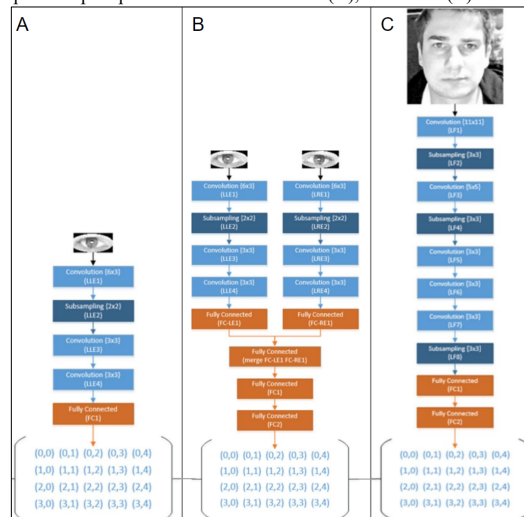 A
Convolution [6x3]
(LLE1)
Subsampling [2x2]
(LLE2)
Convolution [3x3]
(LLE3)
Convolution [3x3]
(LLE4)
Fully Connected
(FC1)
(0,0) (0,1) (0,2) (0,3) (0,4)
(1,0) (1,1) (1,2) (1,3) (1,4)
(2,0) (2,1) (2,2) (2,3) (2,4)
(3,0) (3,1) (3,2) (3,3) (3,4)
B
Convolution [6x3]
(LLE1)
Subsampling [2x2]
(LLE2)
Convolution [3x3]
(LLE3)
Convolution [3x3]
(LLE4)
Fully Connected
(FC-LE1)
Convolution [6x3]
(LRE1)
Subsampling [2x2]
(LRE2)
Convolution [3x3]
(LRE3)
Convolution [3x3]
(LRE4)
Fully Connected
(FC-RE1)
Fully Connected
(merge FC-LE1 FC-RE1)
Fully Connected
(FC1)
Fully Connected
(FC2)
(0,0) (0,1) (0,2) (0,3) (0,4)
(1,0) (1,1) (1,2) (1,3) (1,4)
(2,0) (2,1) (2,2) (2,3) (2,4)
(3,0) (3,1) (3,2) (3,3) (3,4)
C
Convolution [11x11]
(LF1)
Subsampling [3x3]
(LF2)
Convolution [5x5]
(LF3)
Subsampling [3x3]
(LF4)
Convolution [3x3]
(LF5)
Convolution [3x3]
(LF6)
Convolution [3x3]
(LF7)
Subsampling [3x3]
(LF8)
Fully Connected
(FC1)
Fully Connected
(FC2)
(0,0) (0,1) (0,2) (0,3) (0,4)
(1,0) (1,1) (1,2) (1,3) (1,4)
(2,0) (2,1) (2,2) (2,3) (2,4)
(3,0) (3,1) (3,2) (3,3) (3,4)